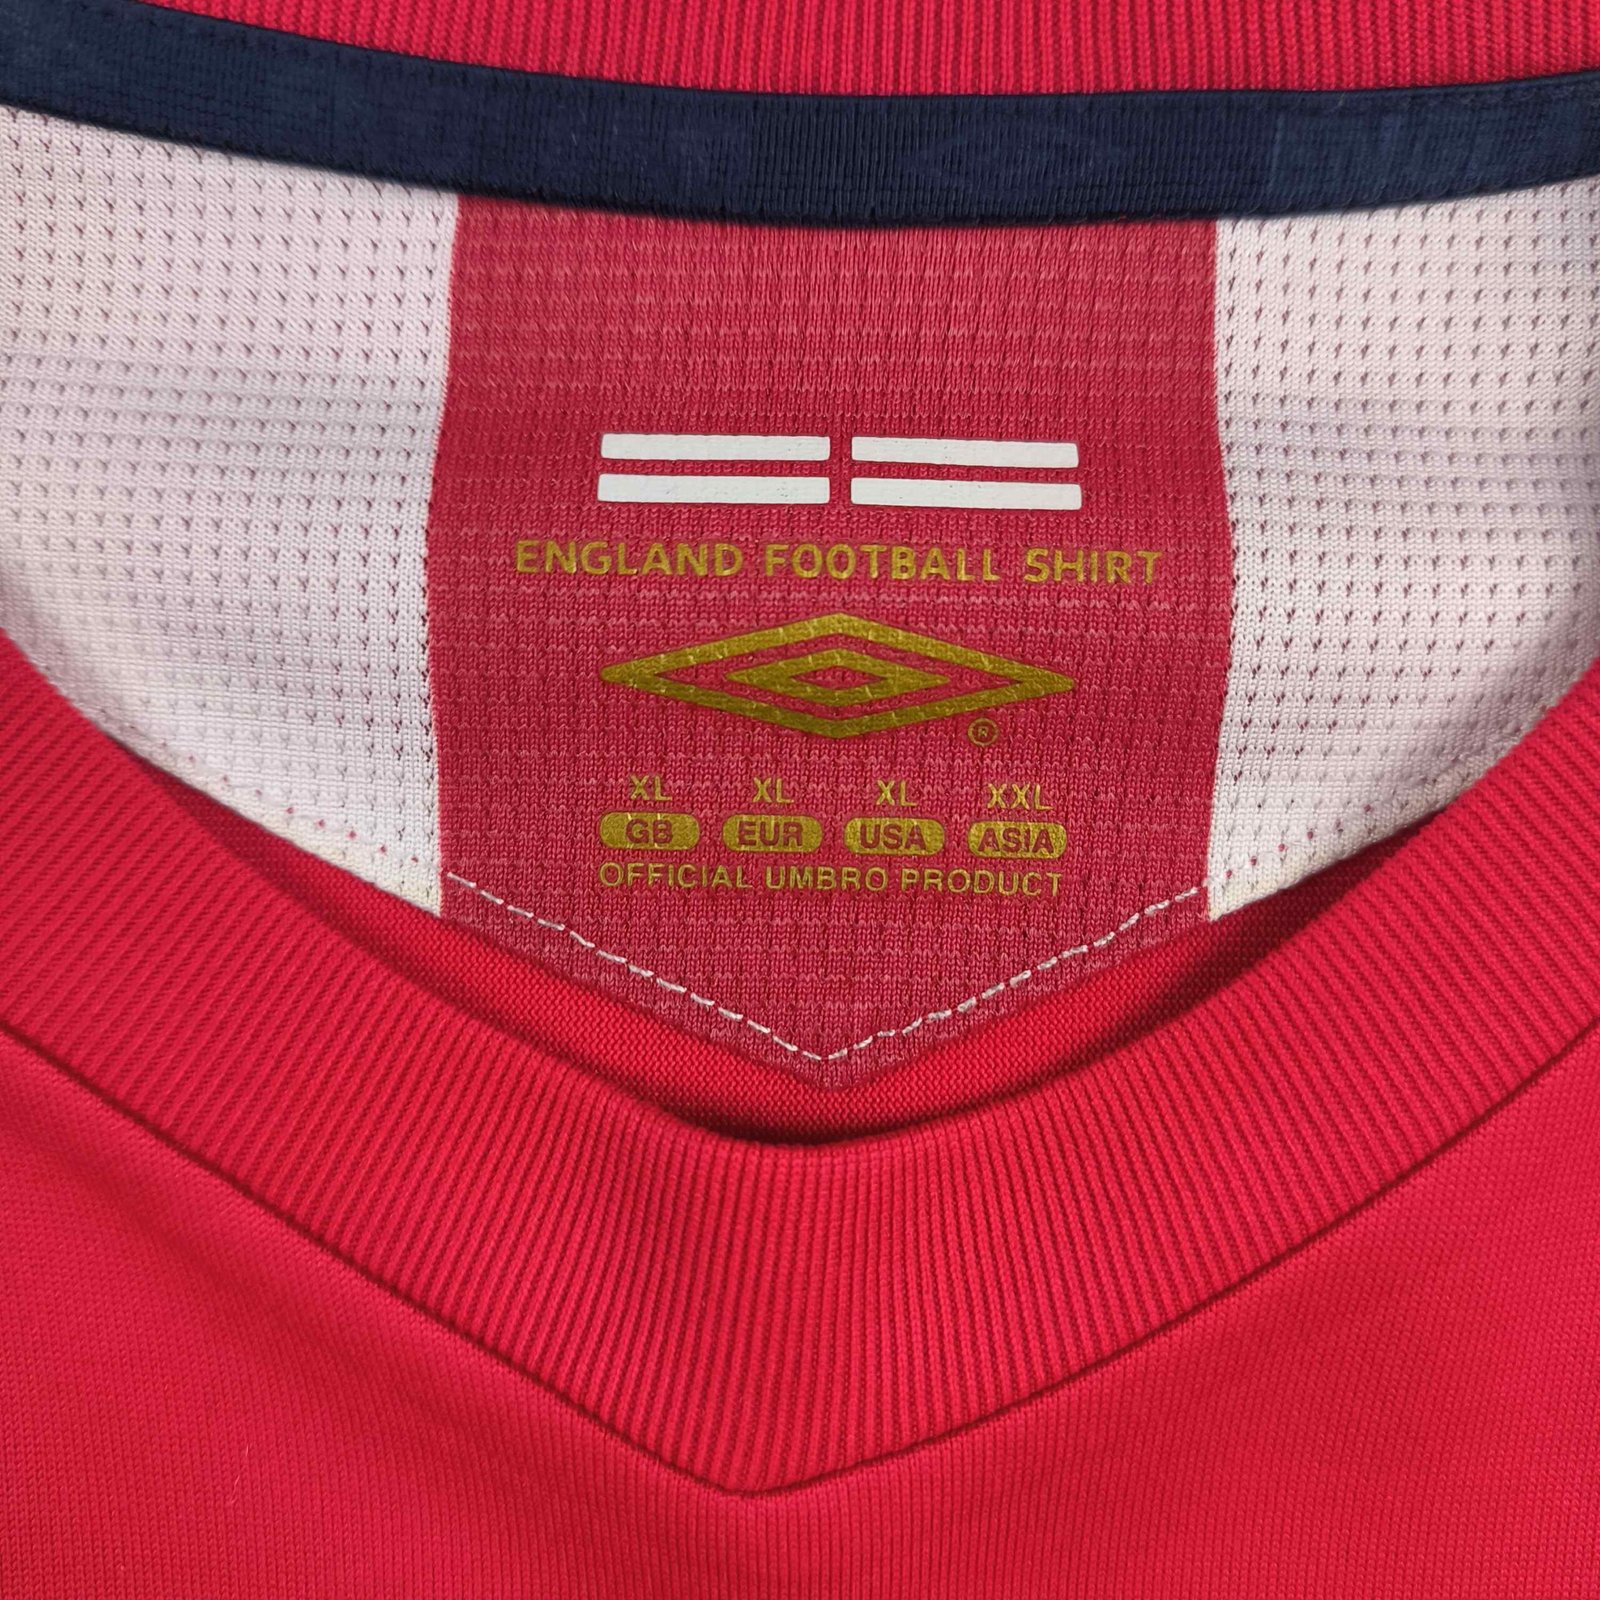 ENGLAND FOOTBALL SHIRT
®
XL XL XL XXL
GB EUR USA ASIA
OFFICIAL UMBRO PRODUCT